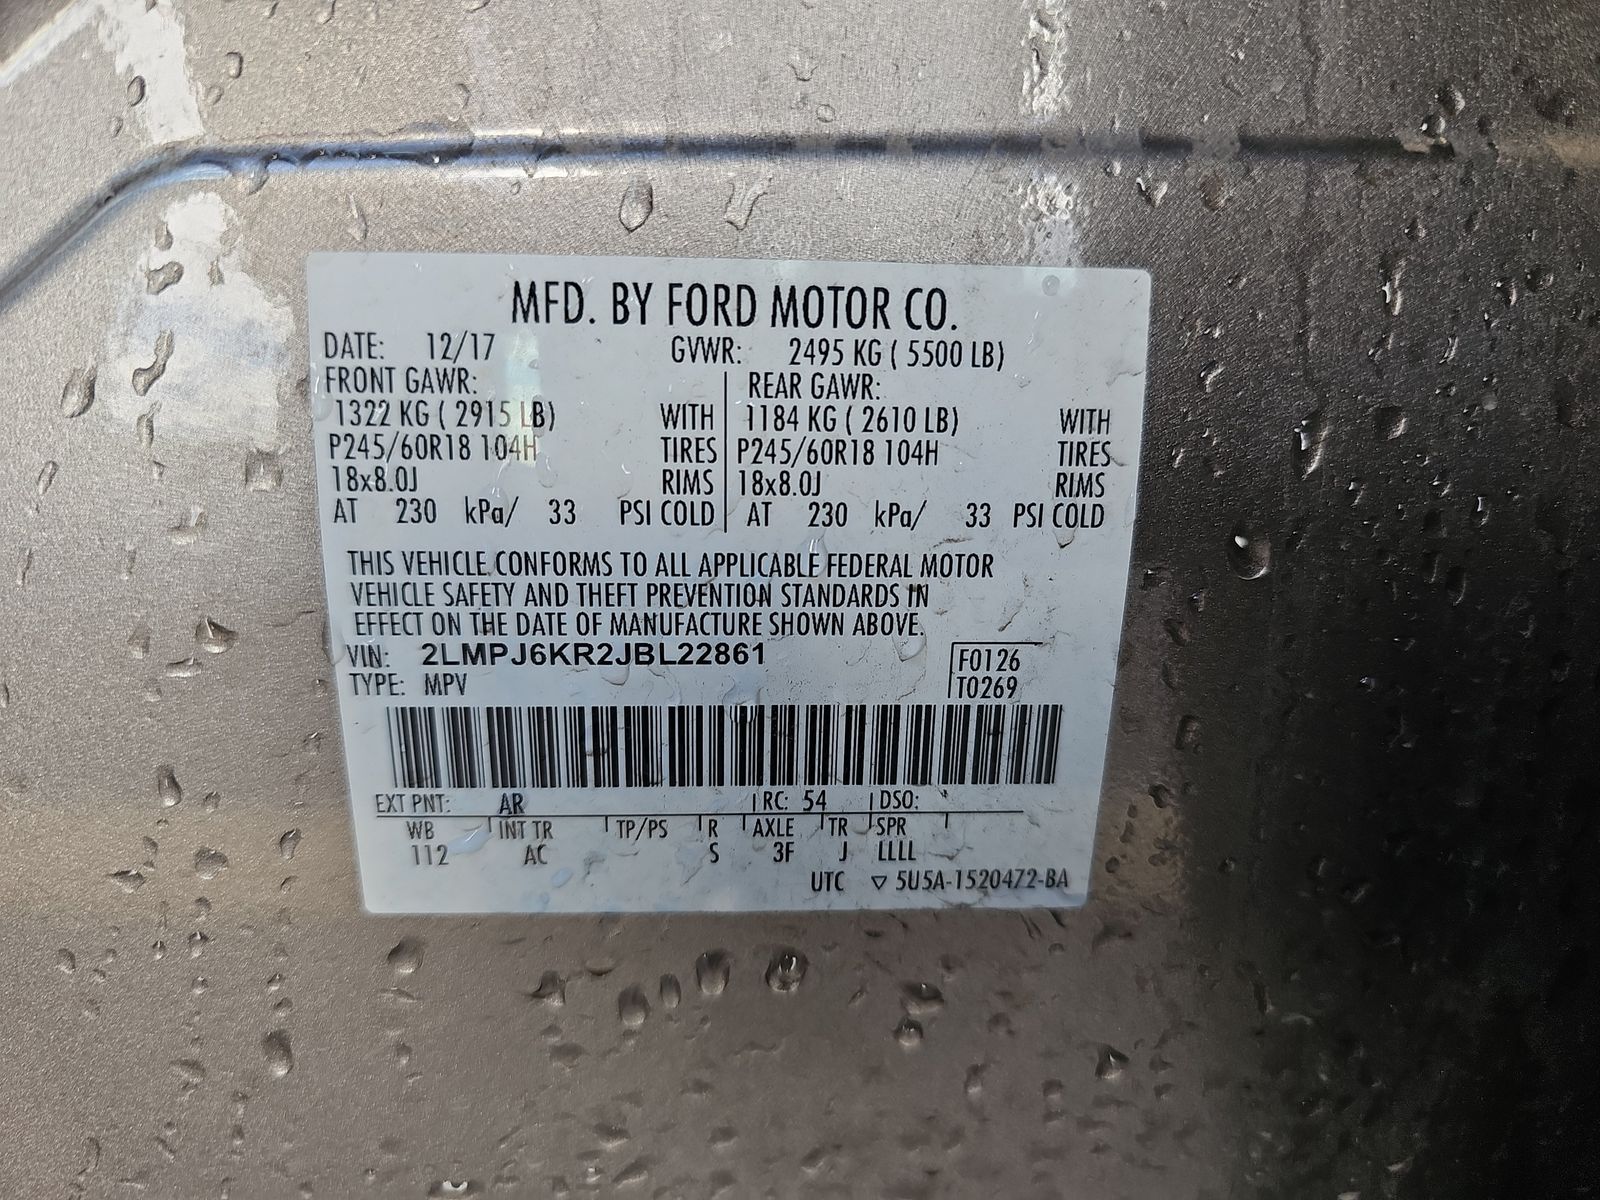 MFD. BY FORD MOTOR CO.
DATE: 12/17 GVWR: 2495 KG ( 5500 LB)
FRONT GAWR: REAR GAWR:
1322 KG ( 2915 LB) WITH 1184 KG ( 2610 LB) WITH
P245/60R18 104H TIRES P245/60R18 104H TIRES
18x8.0J RIMS 18x8.0J RIMS
AT 230 kPa/ 33 PSI COLD AT 230 kPa/ 33 PSI COLD
THIS VEHICLE CONFORMS TO ALL APPLICABLE FEDERAL MOTOR
VEHICLE SAFETY AND THEFT PREVENTION STANDARDS IN
EFFECT ON THE DATE OF MANUFACTURE SHOWN ABOVE.
VIN: 2LMPJ6KR2JBL22861 F0126
TYPE: MPV T0269
EXT PNT: AR RC: 54 DSO:
WB INT TR TP/PS R AXLE TR SPR
112 AC S 3F J LLLL
UTC ▽ 5U5A-1520472-BA